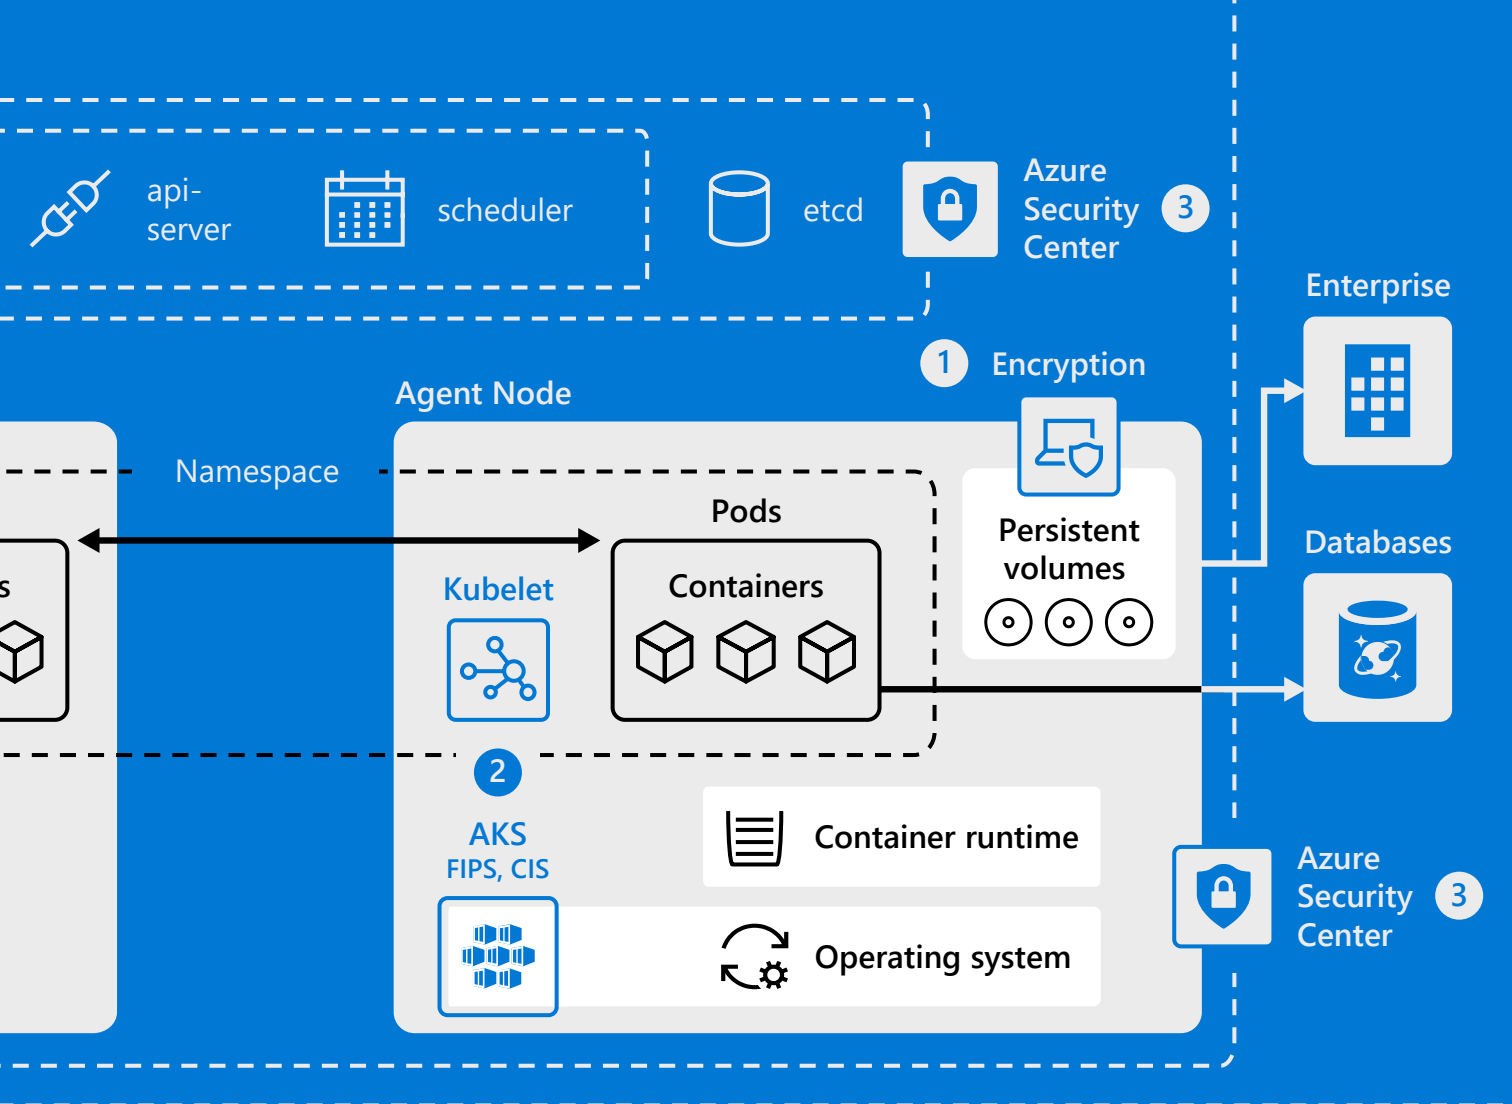 api-
server
scheduler
etcd
Azure
Security
Center
3
Enterprise
1
Encryption
Agent Node
Namespace
Pods
Persistent
volumes
Databases
Kubelet
s
Containers
2
AKS
FIPS, CIS
Container runtime
Azure
Security
Center
3
Operating system